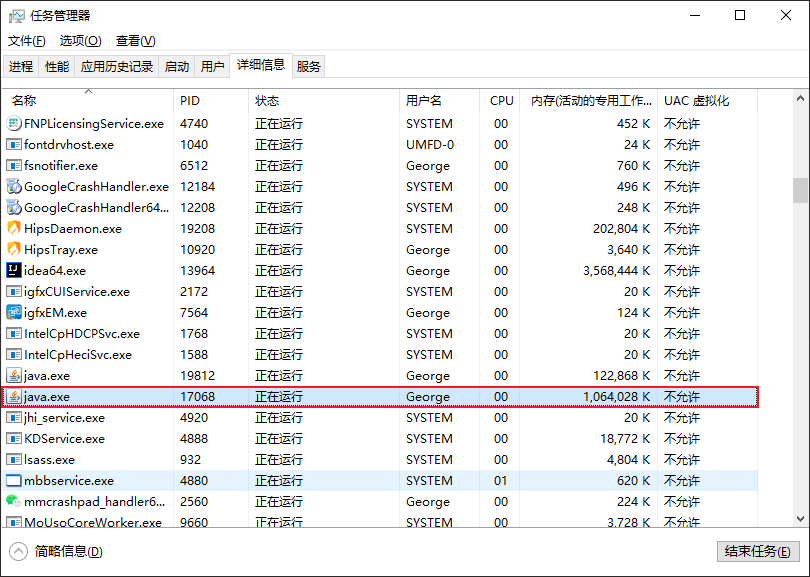 任务管理器
文件(F) 选项(O) 查看(V)
进程 性能 应用历史记录 启动 用户 详细信息 服务
名称 PID 状态 用户名 CPU 内存(活动的专用工作... UAC 虚拟化
FNPLicensingService.exe 4740 正在运行 SYSTEM 00 452 K 不允许
fontdrvhost.exe 1040 正在运行 UMFD-0 00 24 K 不允许
fsnotifier.exe 6512 正在运行 George 00 760 K 不允许
GoogleCrashHandler.exe 12184 正在运行 SYSTEM 00 496 K 不允许
GoogleCrashHandler64... 12208 正在运行 SYSTEM 00 248 K 不允许
HipsDaemon.exe 19208 正在运行 SYSTEM 00 202,804 K 不允许
HipsTray.exe 10920 正在运行 George 00 3,640 K 不允许
idea64.exe 13964 正在运行 George 00 3,568,444 K 不允许
igfxCUIService.exe 2172 正在运行 SYSTEM 00 20 K 不允许
igfxEM.exe 7564 正在运行 George 00 124 K 不允许
IntelCpHDCPSvc.exe 1768 正在运行 SYSTEM 00 20 K 不允许
IntelCpHeciSvc.exe 1588 正在运行 SYSTEM 00 20 K 不允许
java.exe 19812 正在运行 George 00 122,868 K 不允许
java.exe 17068 正在运行 George 00 1,064,028 K 不允许
jhi_service.exe 4920 正在运行 SYSTEM 00 20 K 不允许
KDService.exe 4888 正在运行 SYSTEM 00 18,772 K 不允许
lsass.exe 932 正在运行 SYSTEM 00 4,804 K 不允许
mbbservice.exe 4880 正在运行 SYSTEM 01 620 K 不允许
mmcrashpad_handler6... 2560 正在运行 George 00 224 K 不允许
MoUsoCoreWorker.exe 9660 正在运行 SYSTEM 00 3,728 K 不允许
简略信息(D) 结束任务(E)